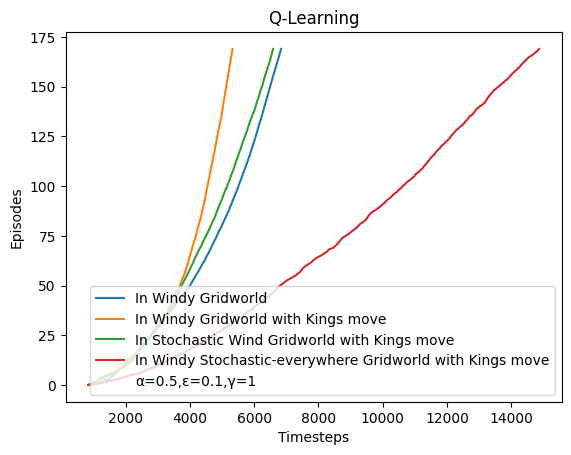 Q-Learning
175
150
125
100
75
50
25
0
Episodes
In Windy Gridworld
In Windy Gridworld with Kings move
In Stochastic Wind Gridworld with Kings move
In Windy Stochastic-everywhere Gridworld with Kings move
α=0.5,ε=0.1,γ=1
2000 4000 6000 8000 10000 12000 14000
Timesteps